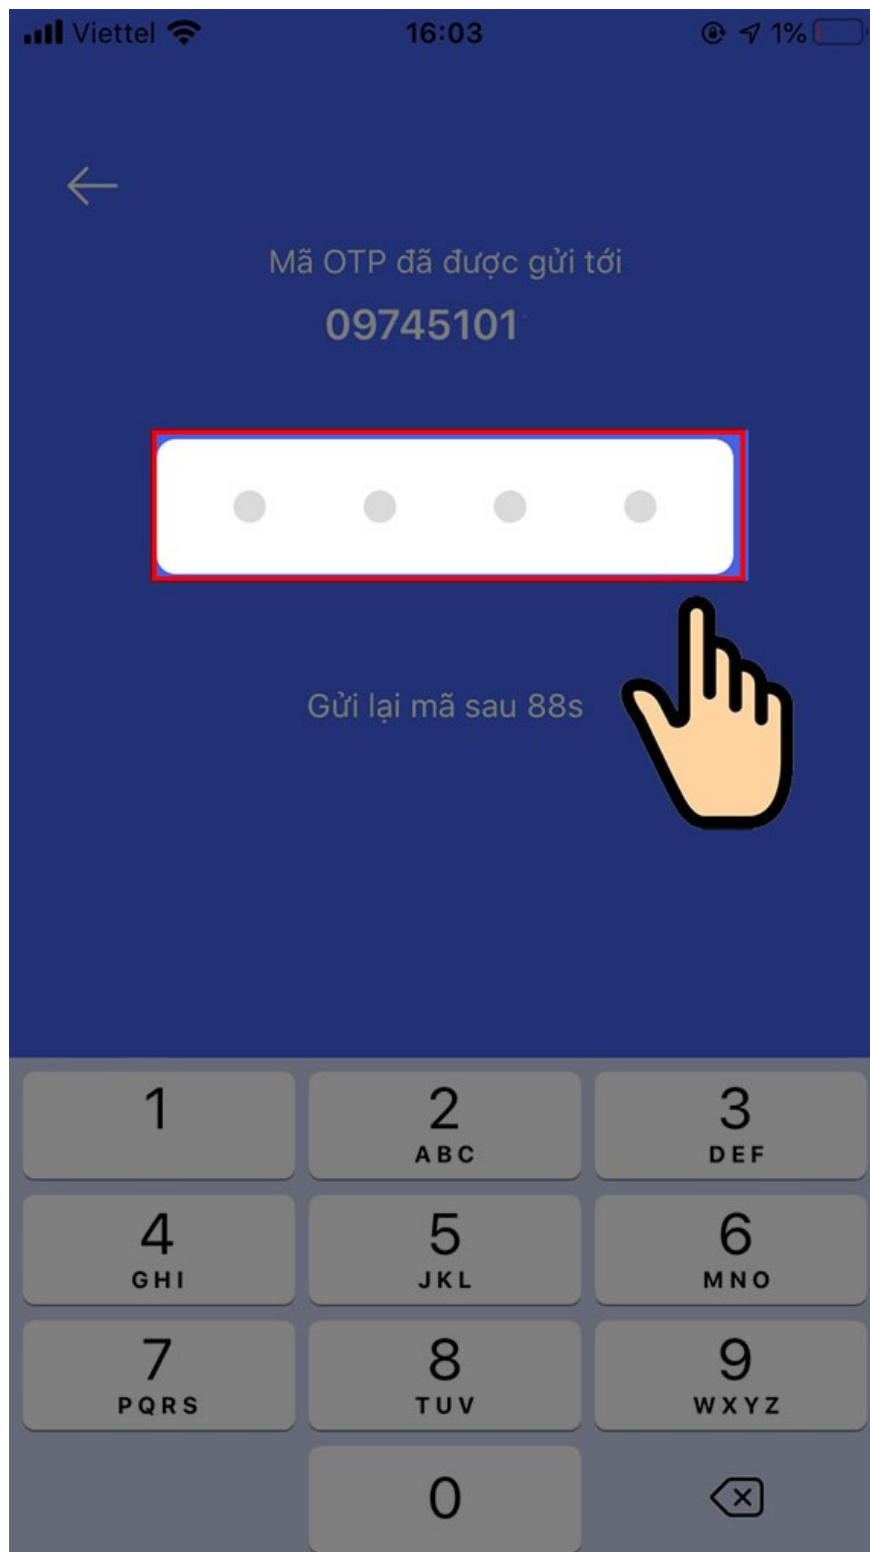 Viettel 16:03 1%
Mã OTP đã được gửi tới
09745101
Gửi lại mã sau 88s
1 2 3
ABC DEF
4 5 6
GHI JKL MNO
7 8 9
PQRS TUV WXYZ
0